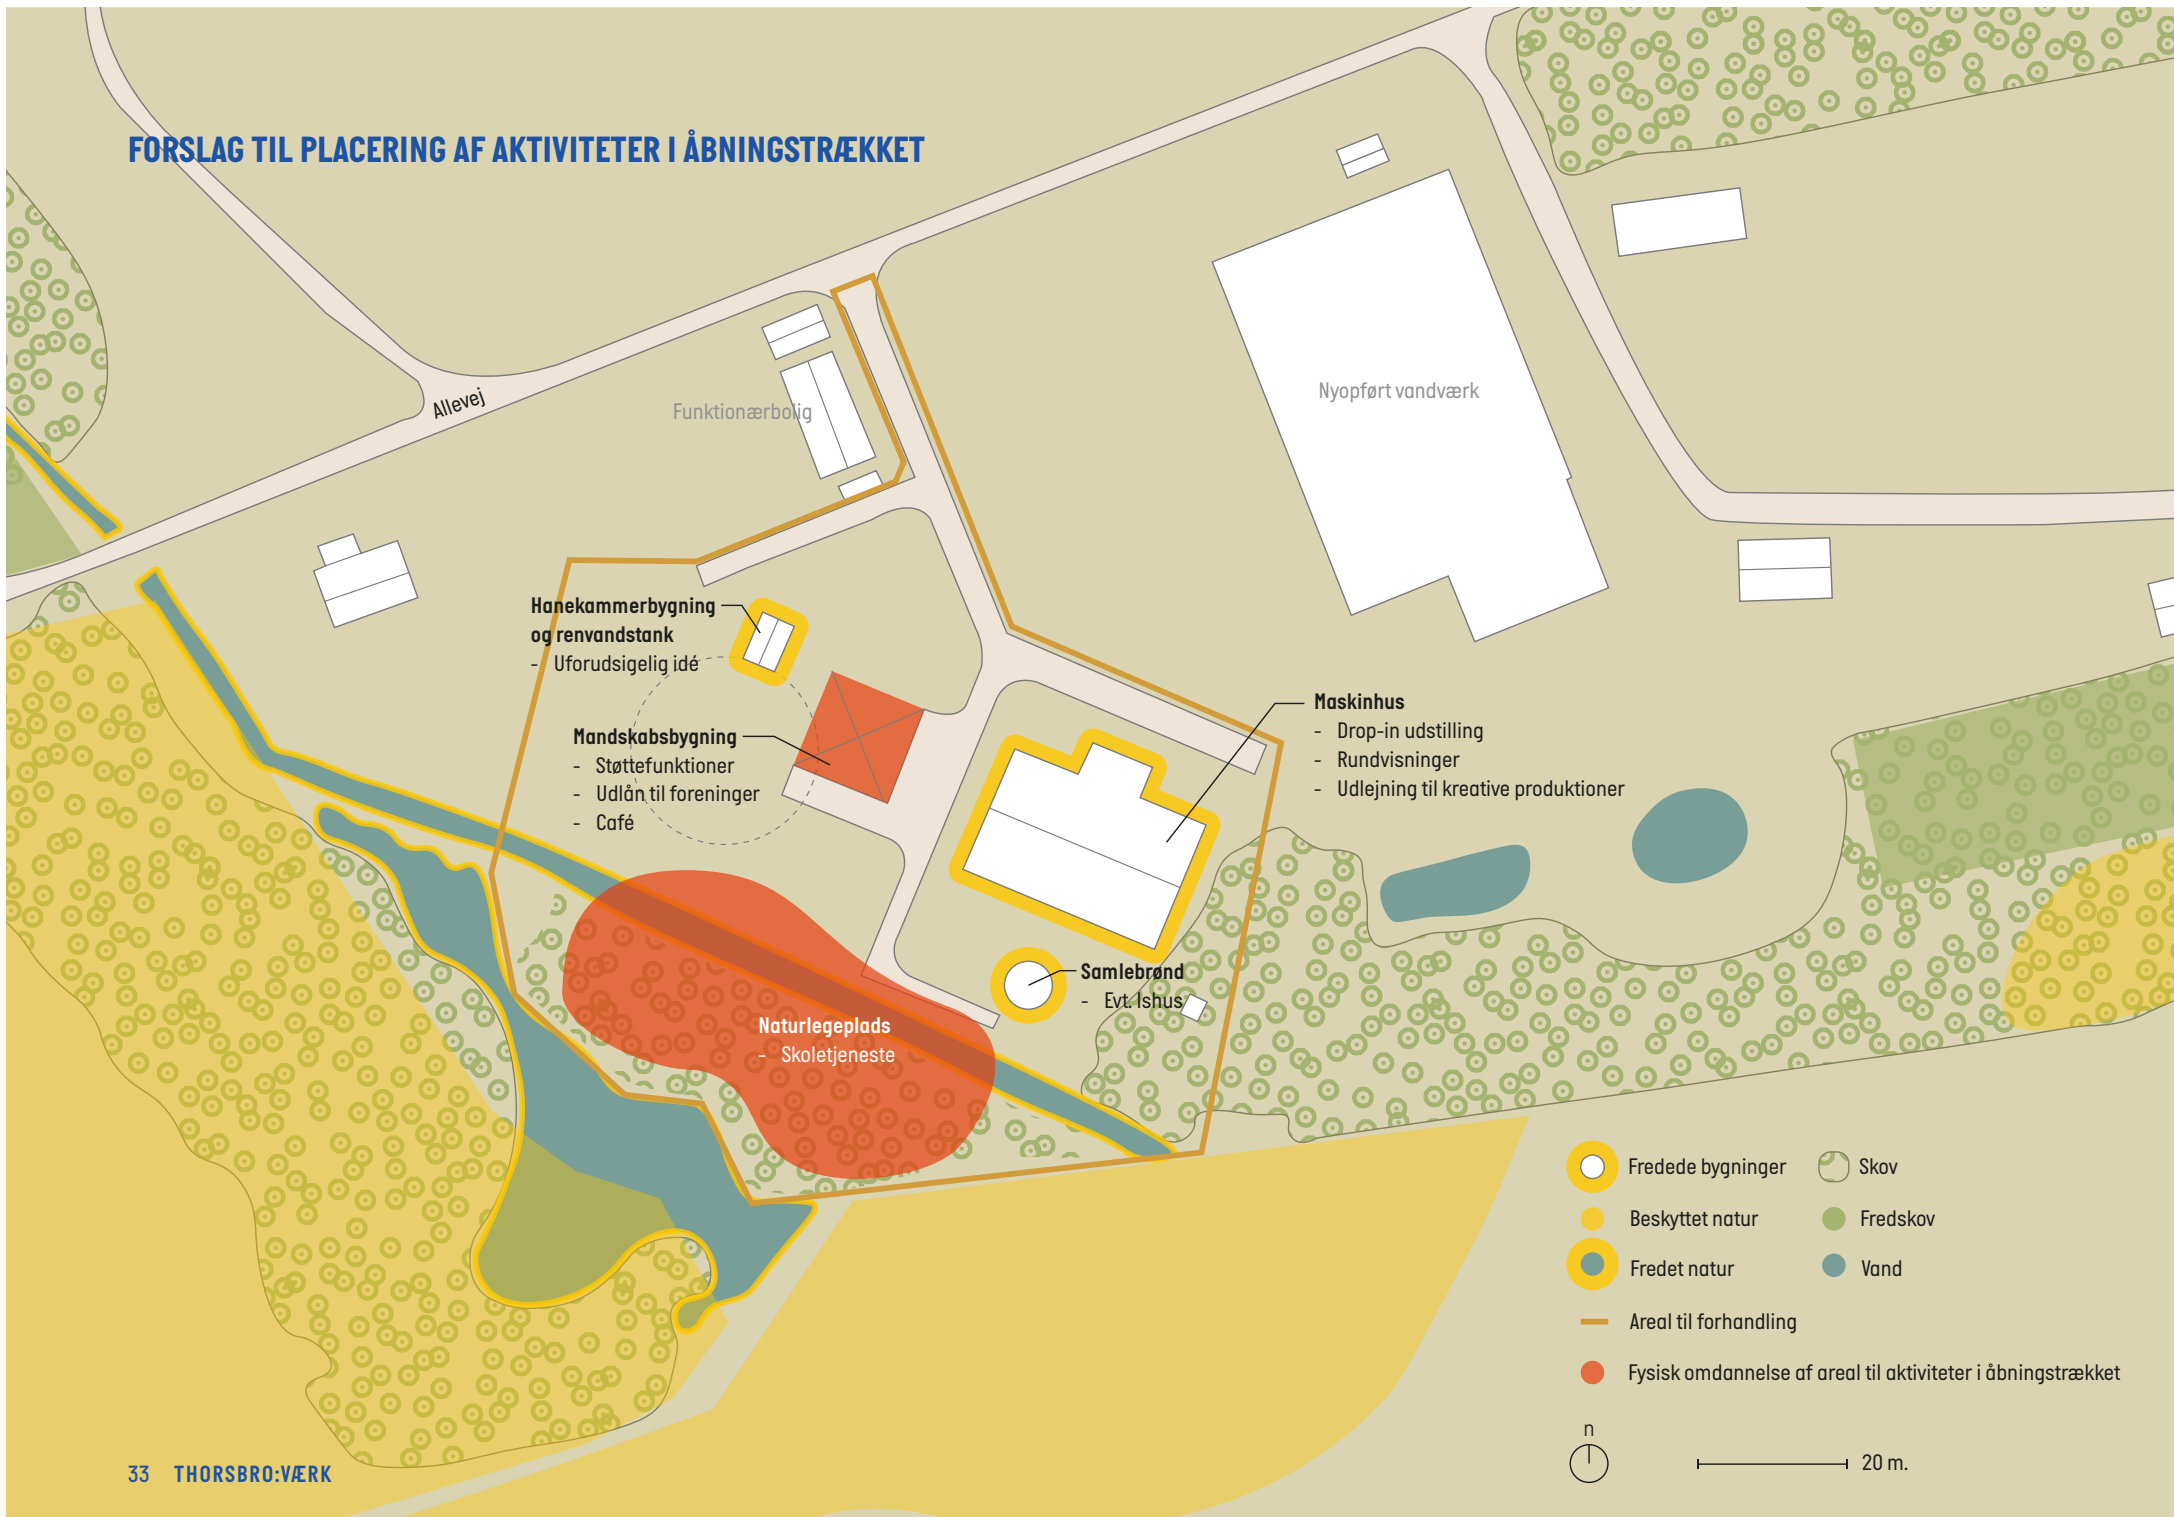 FORSLAG TIL PLACERING AF AKTIVITETER I ÅBNINGSTRÆKKET
Allevej
Funktionærbolig
Nyopført vandværk
Hanekammerbygning
og renvandstank
- Uforudsigelig idé
Mandskabsbygning
- Støttefunktioner
- Udlån til foreninger
- Café
Maskinhus
- Drop-in udstilling
- Rundvisninger
- Udlejning til kreative produktioner
Samlebrønd
- Evt. Ishus
Naturlegeplads
- Skoletjeneste
Fredede bygninger
Skov
Beskyttet natur
Fredskov
Fredet natur
Vand
Areal til forhandling
Fysisk omdannelse af areal til aktiviteter i åbningstrækket
n
20 m.
33 THORSBRO:VÆRK